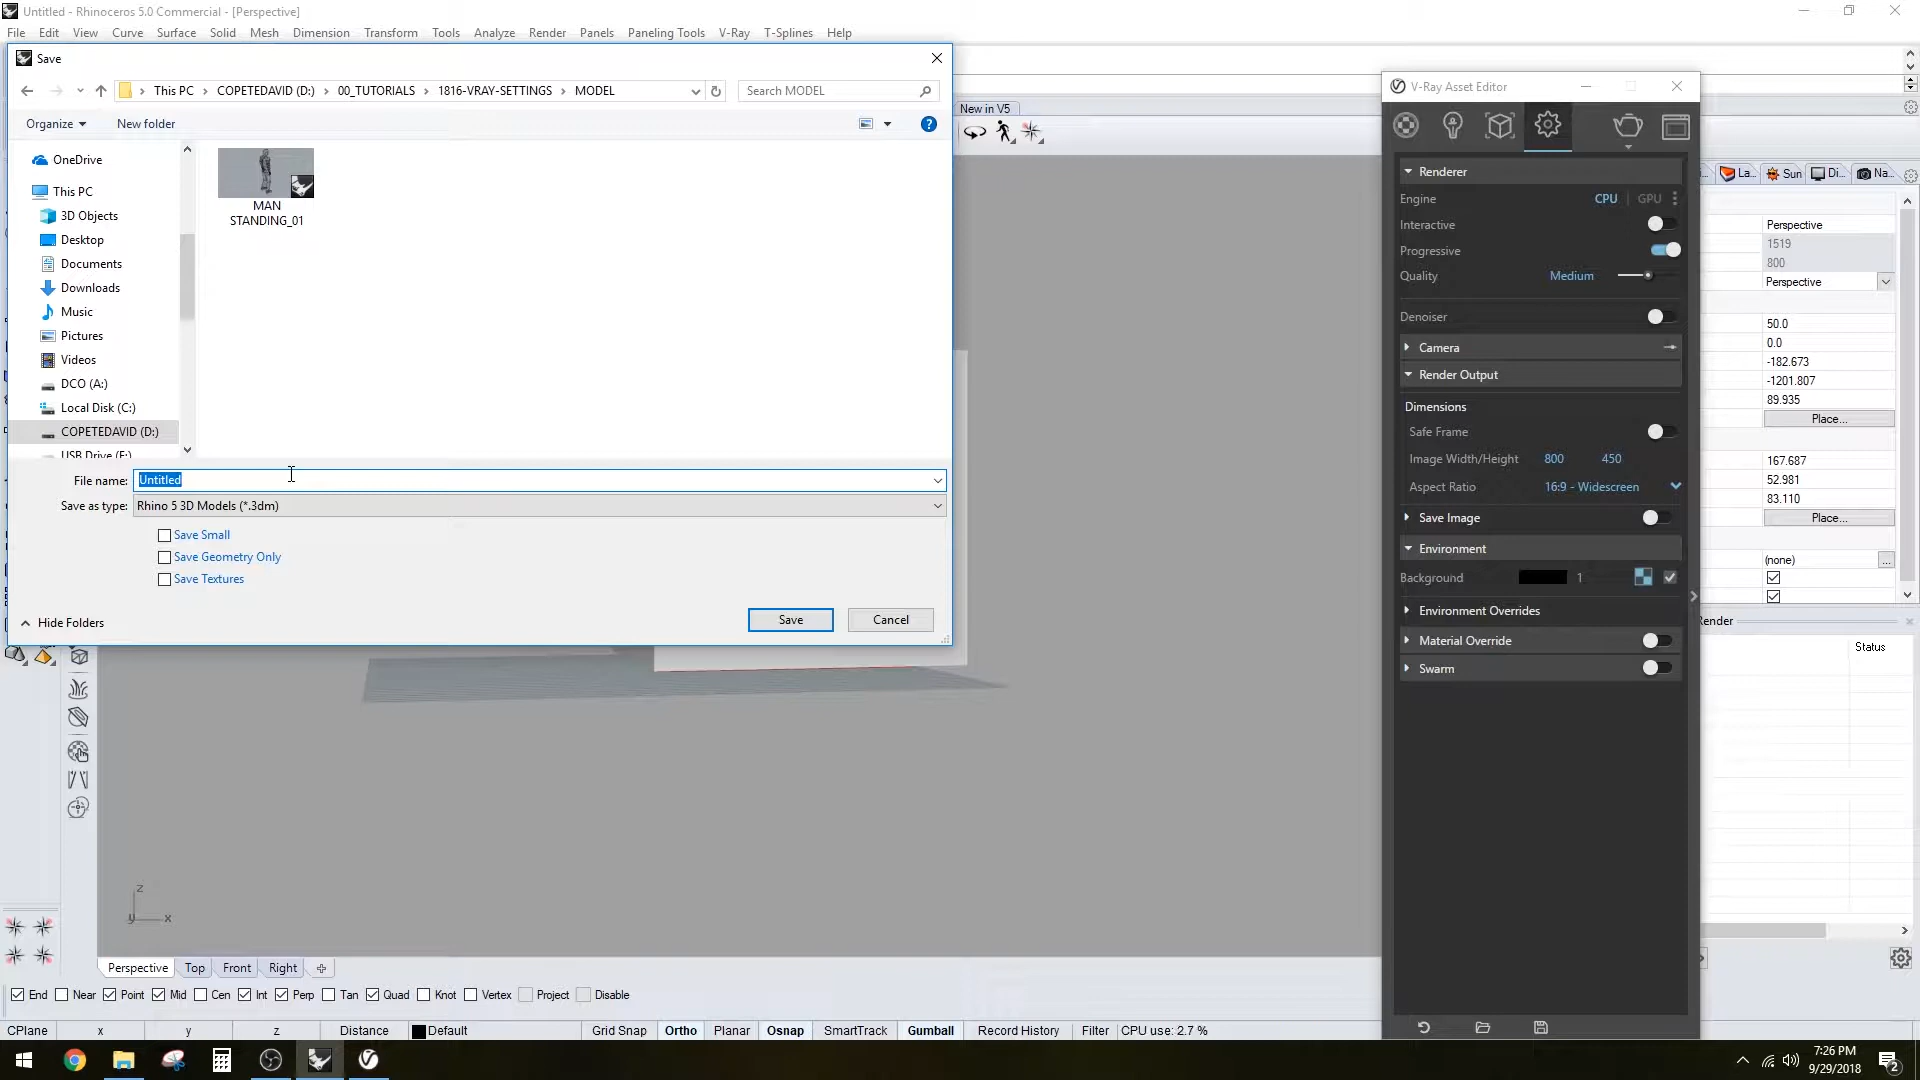 Untitled - Rhinoceros 5.0 Commercial - [Perspective]
File Edit View Curve Surface Solid Mesh Dimension Transform Tools Analyze Render Panels Paneling Tools V-Ray T-Splines Help
Save
This PC › COPETEDAVID (D:) › 00_TUTORIALS › 1816-VRAY-SETTINGS › MODEL
Search MODEL
Organize
New folder
OneDrive
This PC
3D Objects
Desktop
Documents
Downloads
Music
Pictures
Videos
DCO (A:)
Local Disk (C:)
COPETEDAVID (D:)
USB Drive (F:)
MAN
STANDING_01
File name: Untitled
Save as type: Rhino 5 3D Models (*.3dm)
Save Small
Save Geometry Only
Save Textures
Hide Folders
Save
Cancel
New in V5
V-Ray Asset Editor
Renderer
Engine CPU | GPU
Interactive
Progressive
Quality Medium
Denoiser
Camera
Render Output
Dimensions
Safe Frame
Image Width/Height 800 450
Aspect Ratio 16:9 - Widescreen
Save Image
Environment
Background 1
Environment Overrides
Material Override
Swarm
La... Sun Di... Na...
Perspective
1519
800
Perspective
50.0
0.0
-182.673
-1201.807
89.935
Place...
167.687
52.981
83.110
Place...
(none) ...
Render
Status
z
y x
Perspective Top Front Right
End Near Point Mid Cen Int Perp Tan Quad Knot Vertex Project Disable
CPlane x y z Distance Default Grid Snap Ortho Planar Osnap SmartTrack Gumball Record History Filter CPU use: 2.7 %
7:26 PM
9/29/2018
2